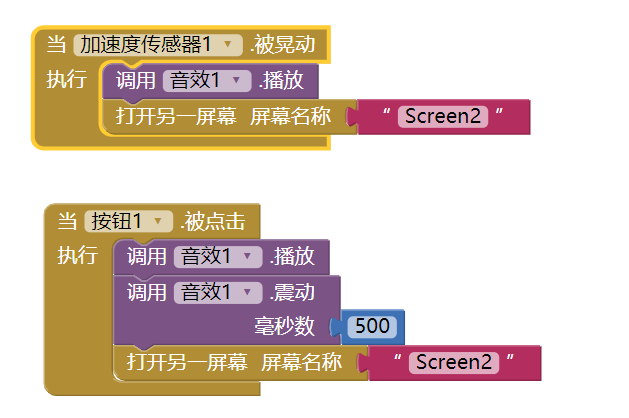 当 加速度传感器1 .被晃动
执行 调用 音效1 .播放
打开另一屏幕 屏幕名称 “ Screen2 ”
当 按钮1 .被点击
执行 调用 音效1 .播放
调用 音效1 .震动
毫秒数 500
打开另一屏幕 屏幕名称 “ Screen2 ”